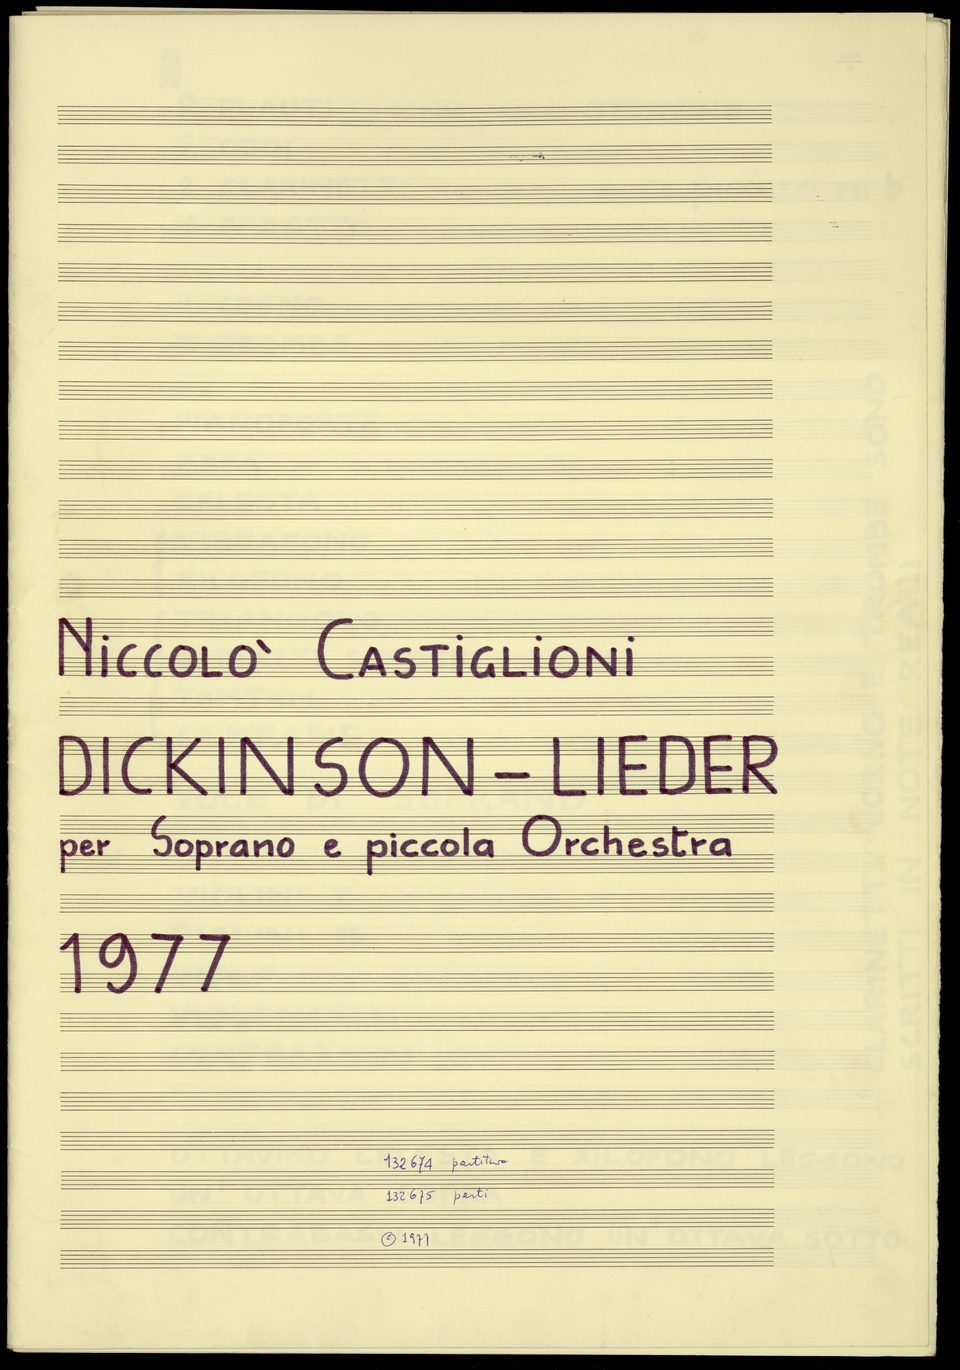 Niccolo' Castiglioni
DICKINSON-LIEDER
per Soprano e piccola Orchestra
1977
132674 partitura
132675 parti
© 1977